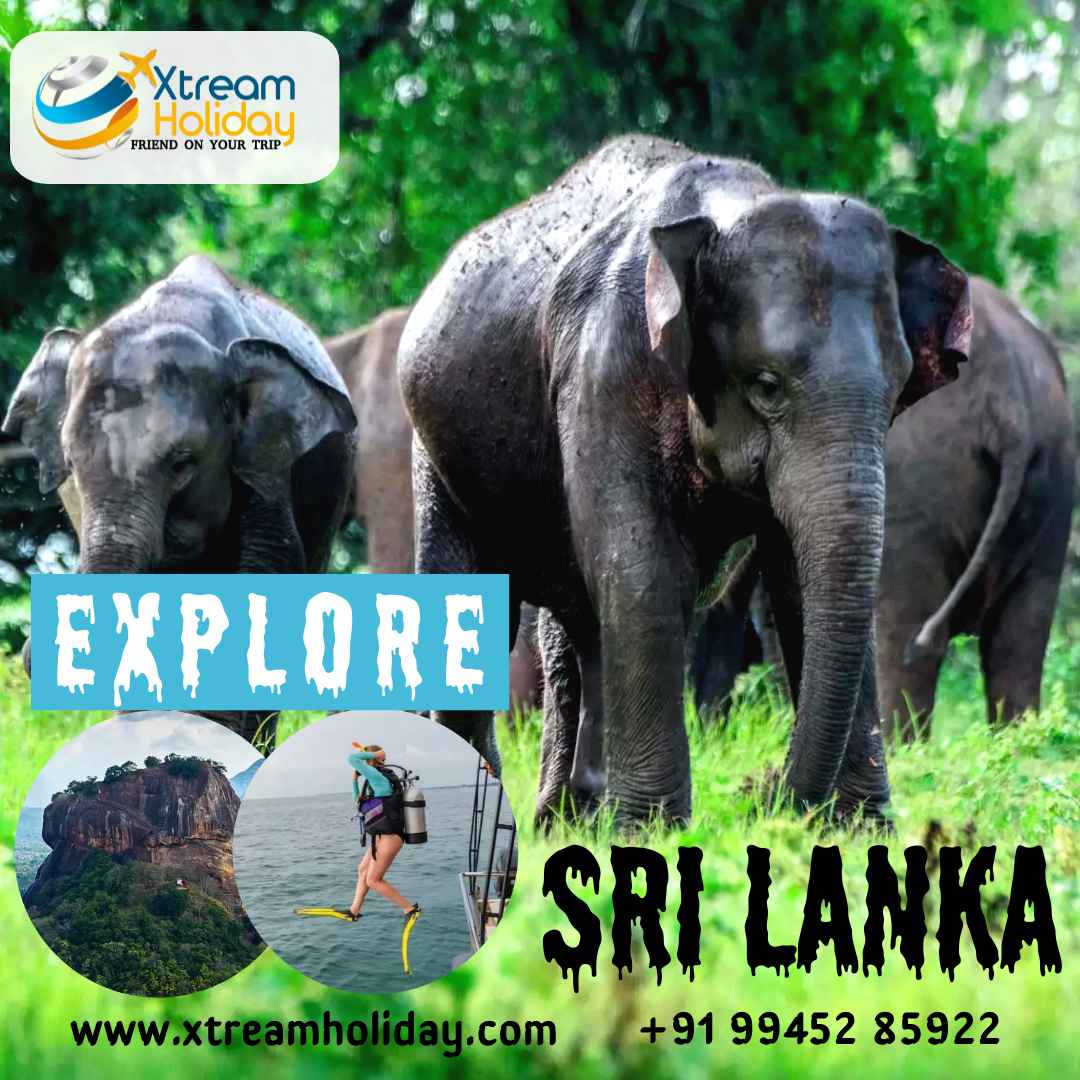 Xtream
Holiday
FRIEND ON YOUR TRIP
EXPLORE
SRI LANKA
www.xtreamholiday.com
+91 99452 85922